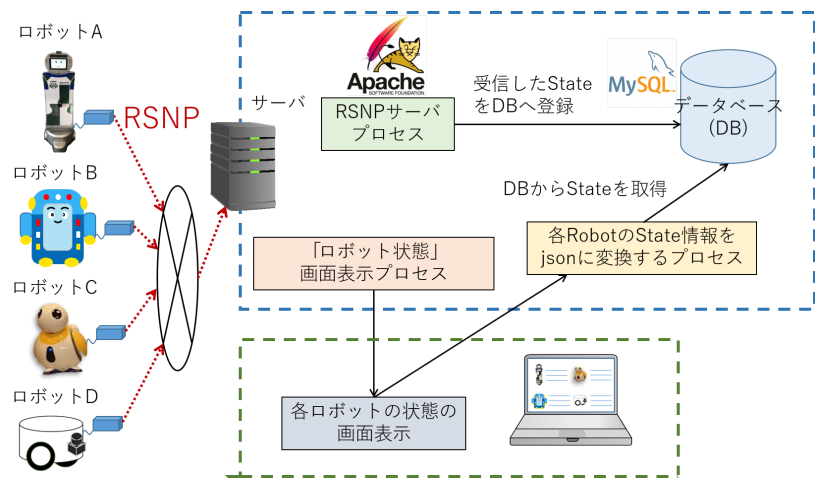 ロボットA
RSNP
ロボットB
ロボットC
ロボットD
サーバ
Apache
SOFTWARE FOUNDATION
RSNPサーバ
プロセス
受信したState
をDBへ登録
MySQL
データベース
(DB)
DBからStateを取得
「ロボット状態」
画面表示プロセス
各RobotのState情報を
jsonに変換するプロセス
各ロボットの状態の
画面表示